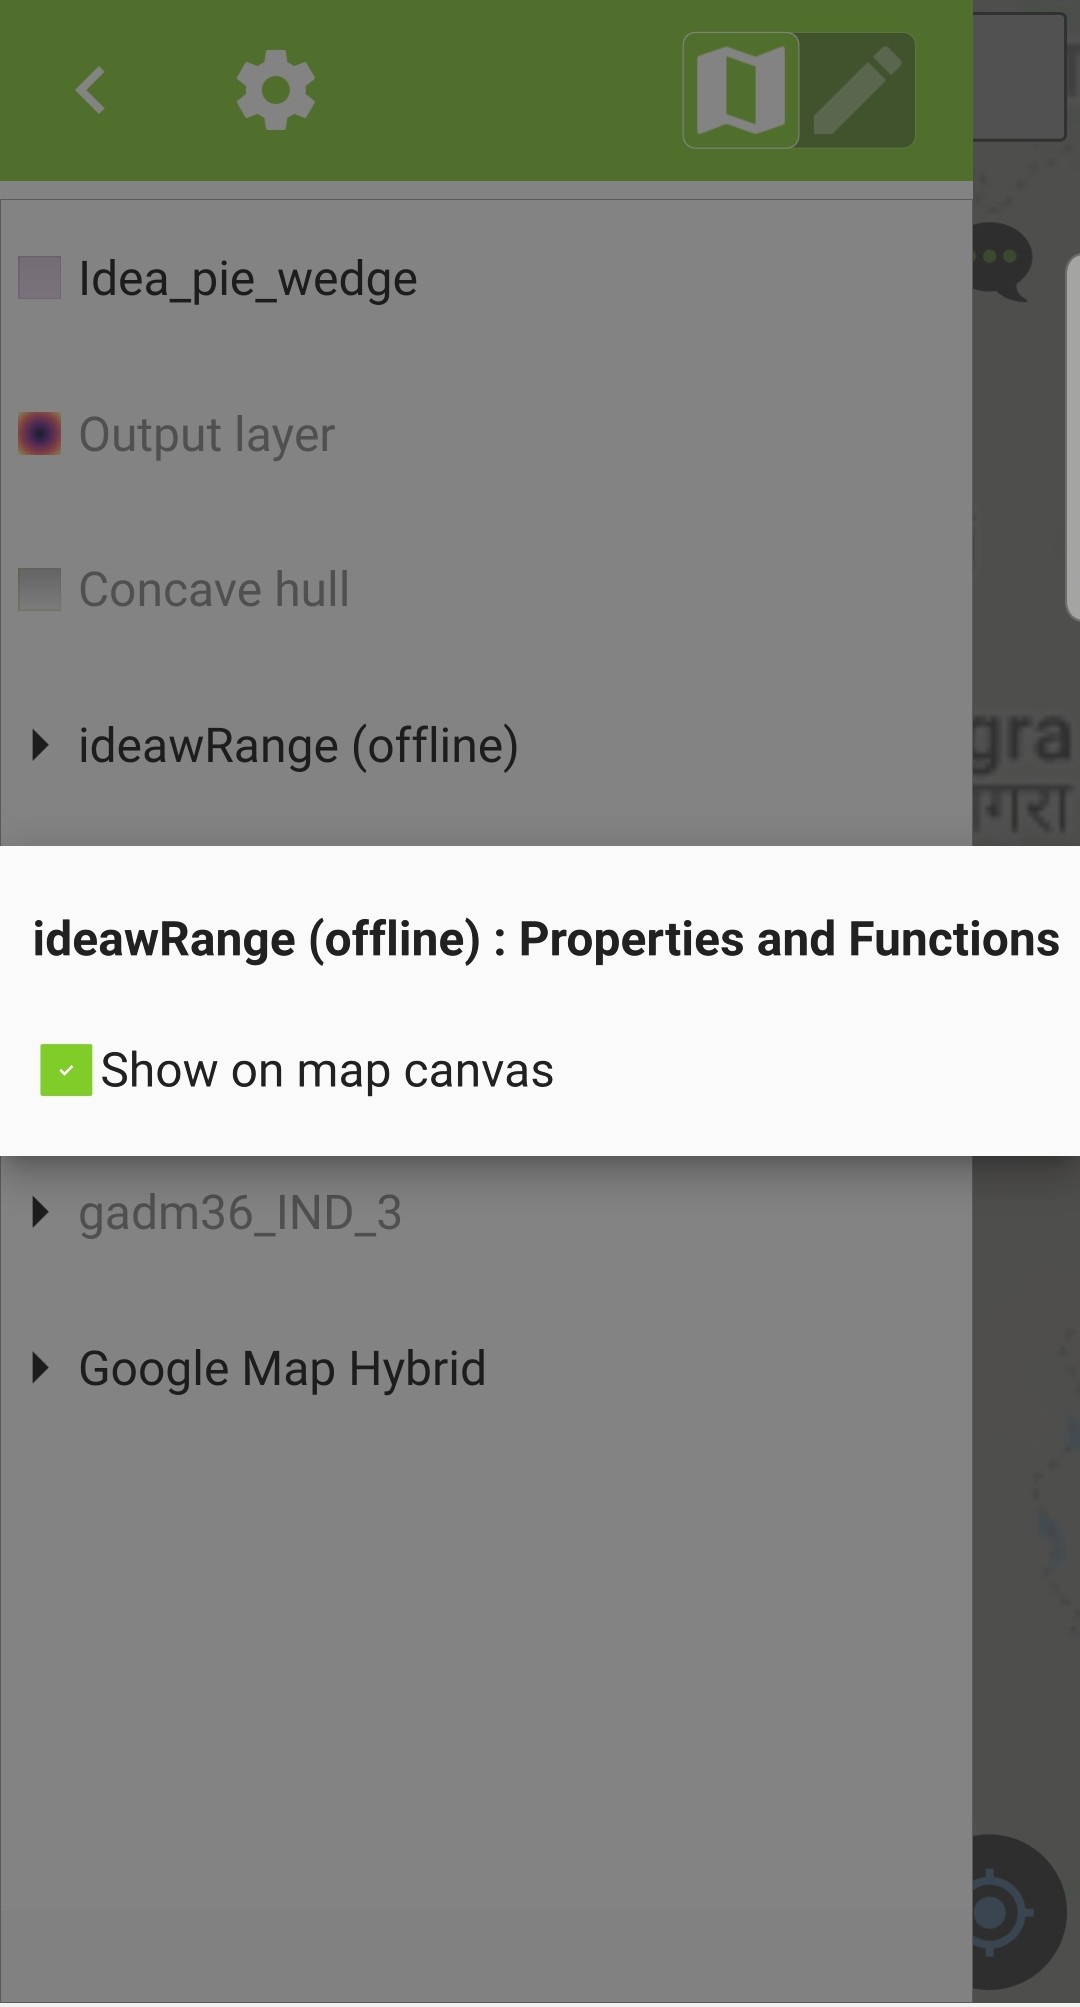 Idea_pie_wedge
Output layer
Concave hull
ideawRange (offline)
gra
गरा
ideawRange (offline) : Properties and Functions
Show on map canvas
gadm36_IND_3
Google Map Hybrid